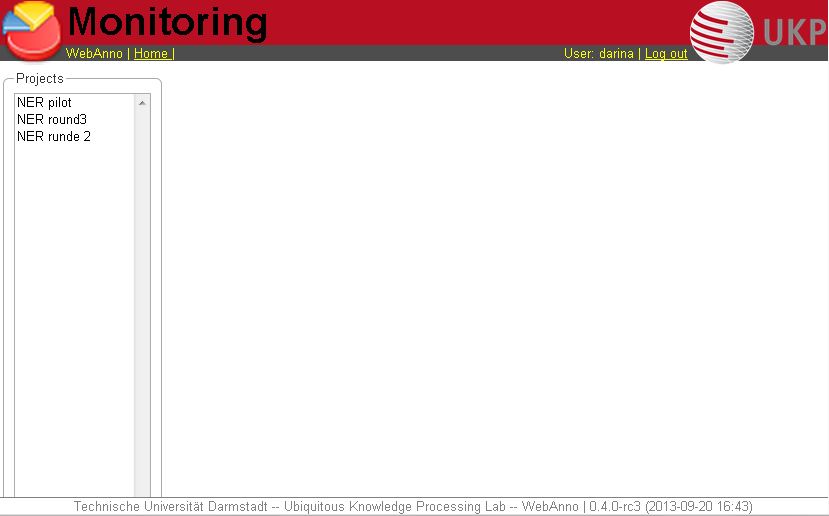 Monitoring
WebAnno | Home |
User: darina | Log out
UKP
Projects
NER pilot
NER round3
NER runde 2
Technische Universität Darmstadt -- Ubiquitous Knowledge Processing Lab -- WebAnno | 0.4.0-rc3 (2013-09-20 16:43)